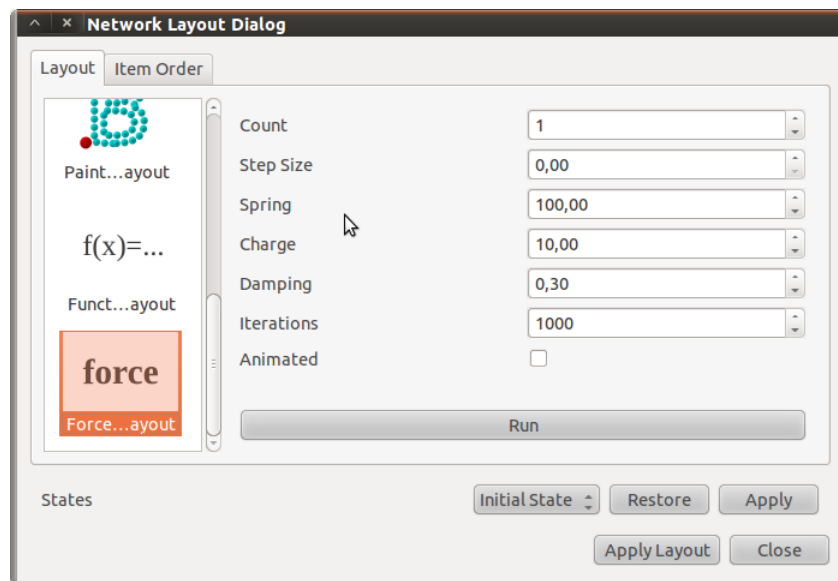 Network Layout Dialog
Layout
Item Order
Paint...ayout
f(x)=...
Funct...ayout
force
Force...ayout
Count 1
Step Size 0,00
Spring 100,00
Charge 10,00
Damping 0,30
Iterations 1000
Animated
Run
States Initial State Restore Apply
Apply Layout Close